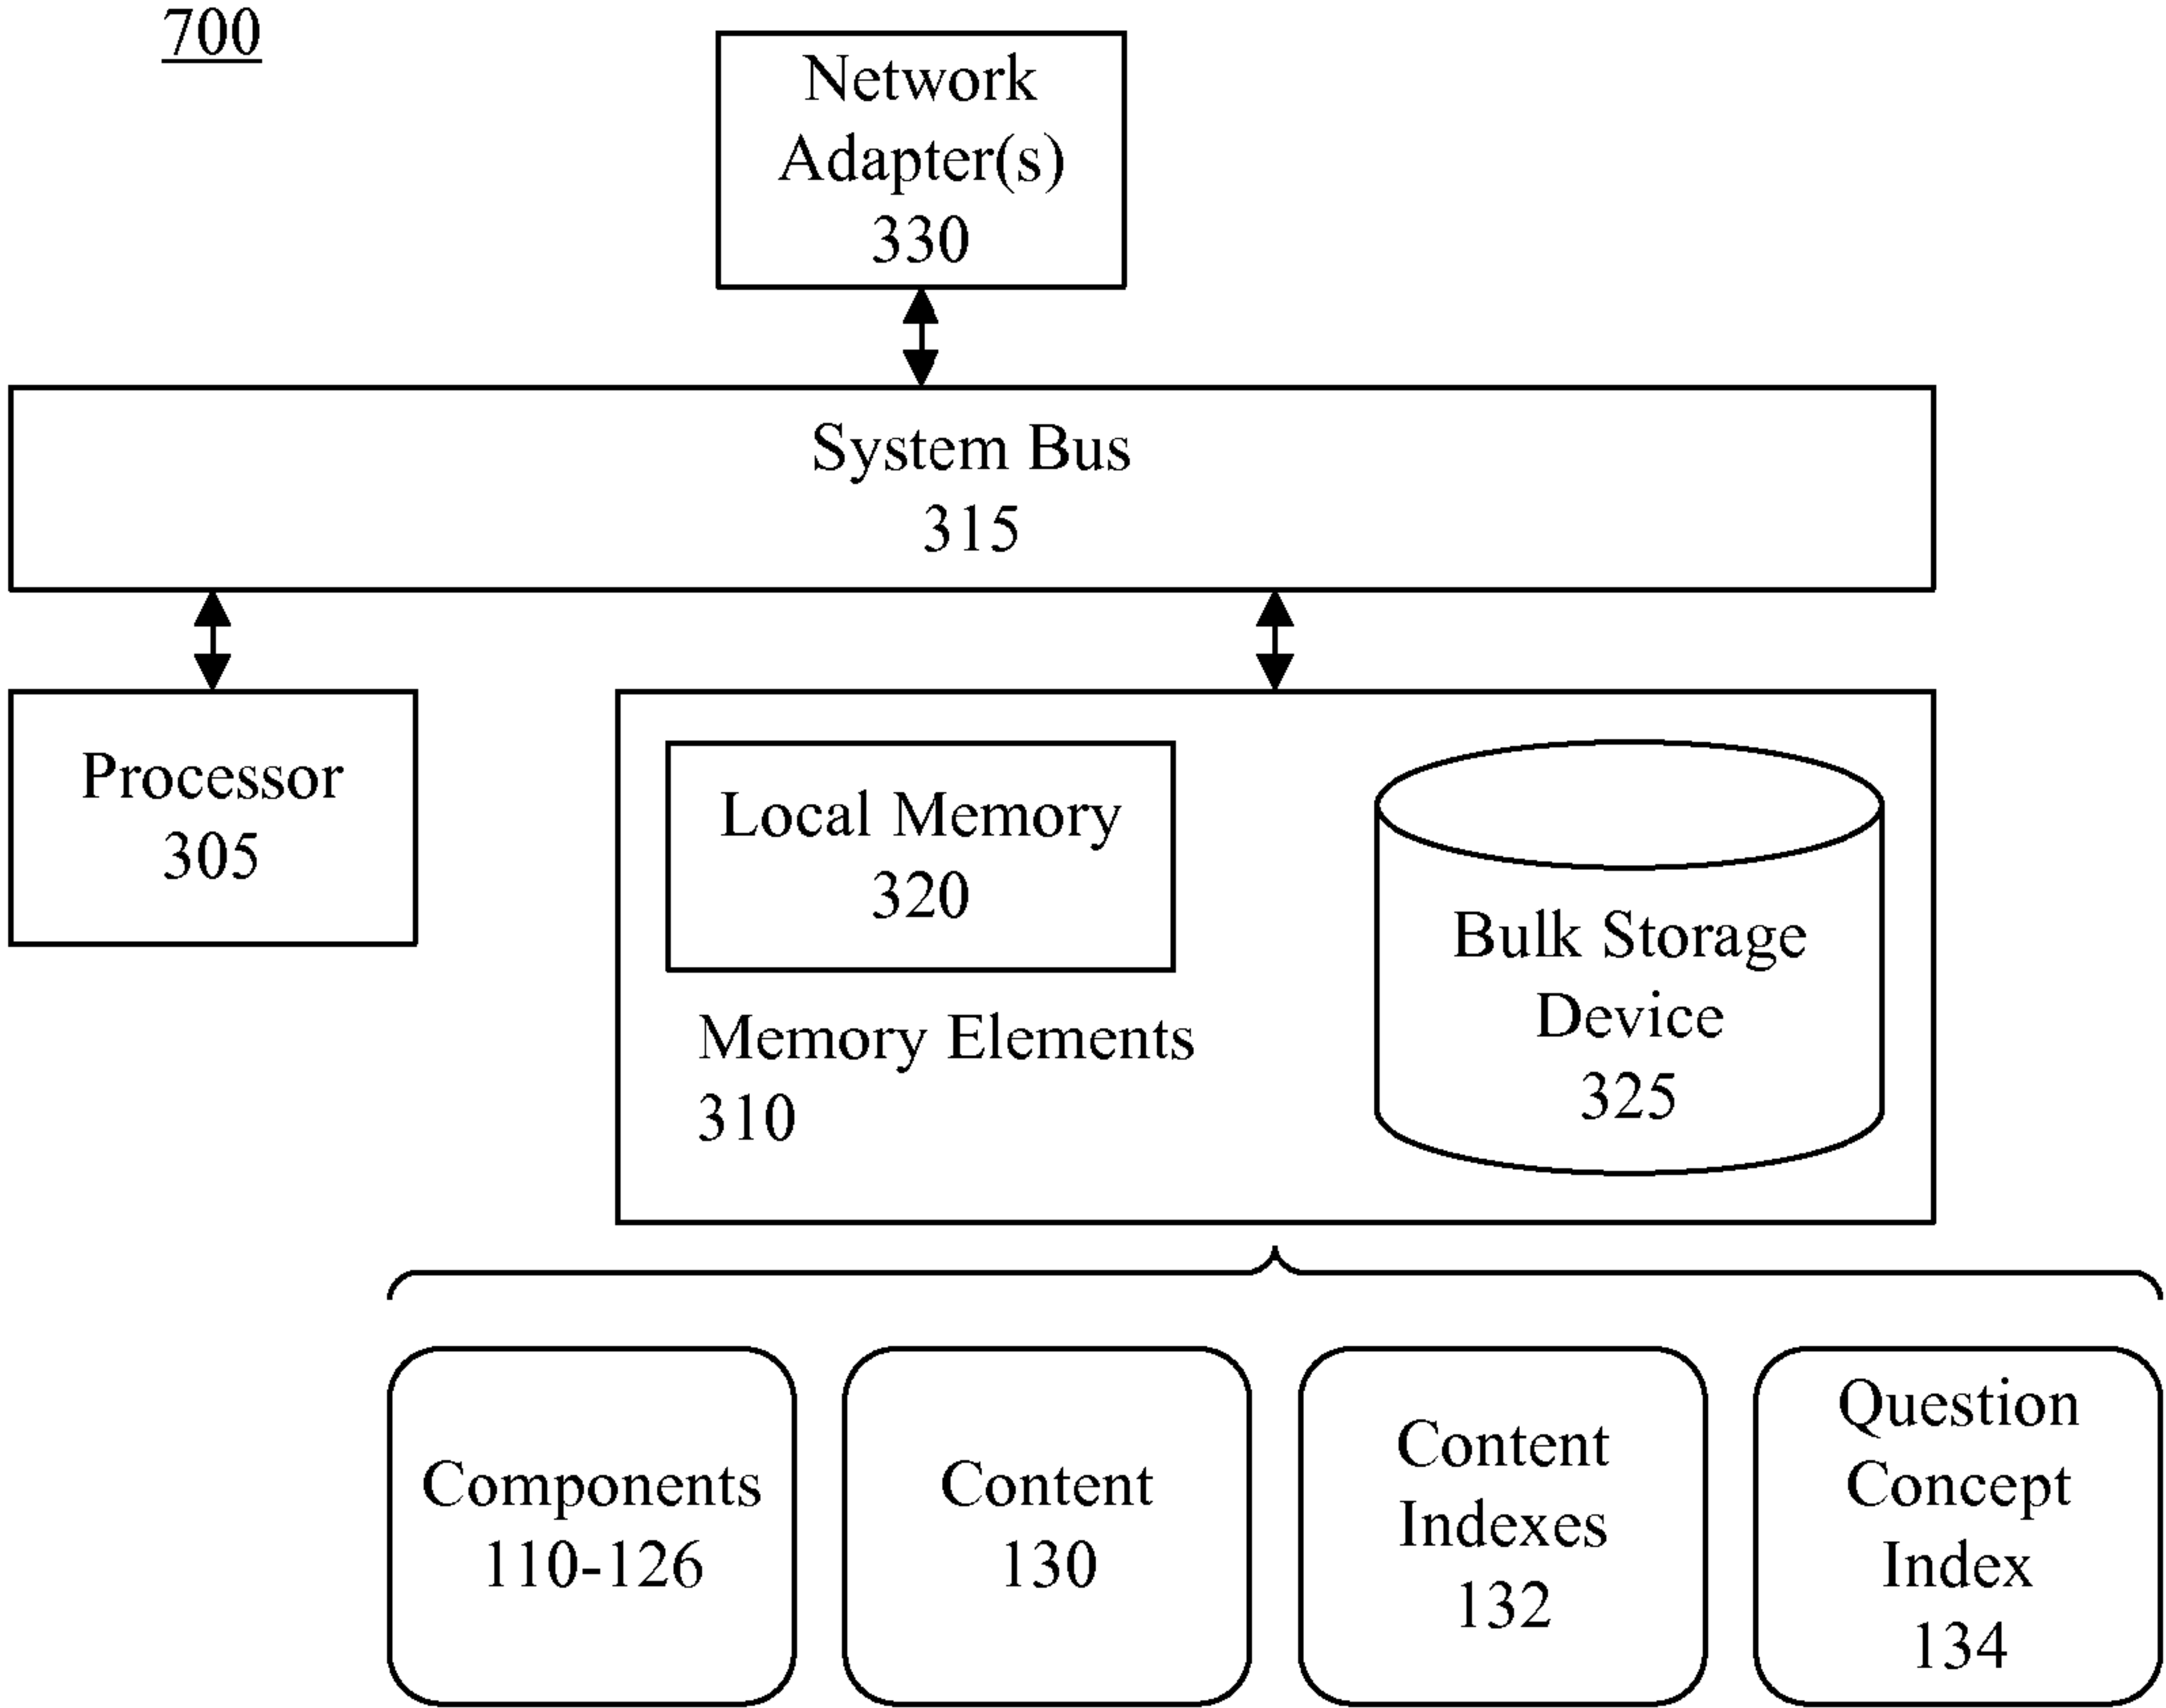 700
Network
Adapter(s)
330
System Bus
315
Processor
305
Local Memory
320
Memory Elements
310
Bulk Storage
Device
325
Components
110-126
Content
130
Content
Indexes
132
Question
Concept
Index
134